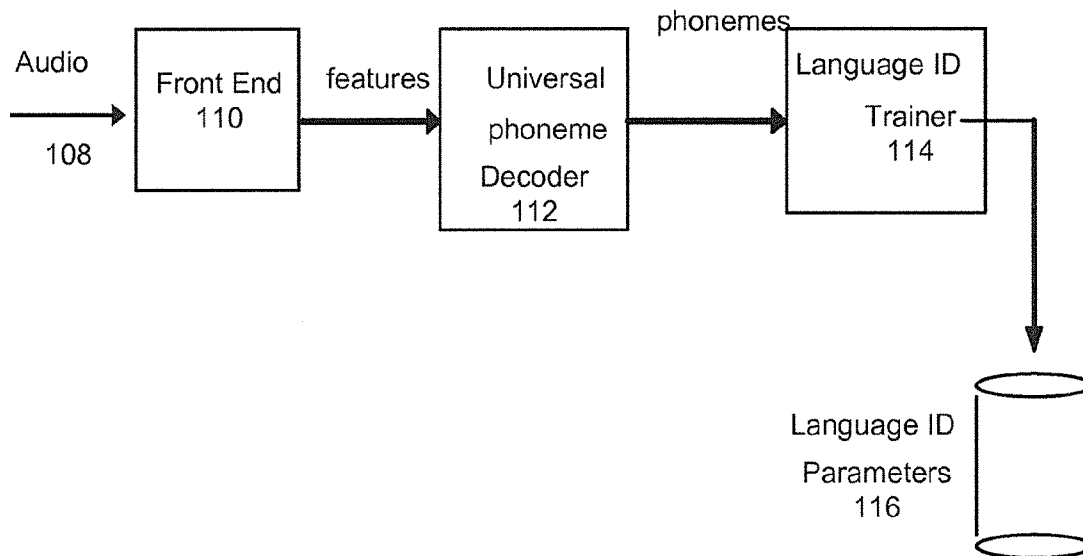 Audio
108
Front End
110
features
Universal
phoneme
Decoder
112
phonemes
Language ID
Trainer
114
Language ID
Parameters
116